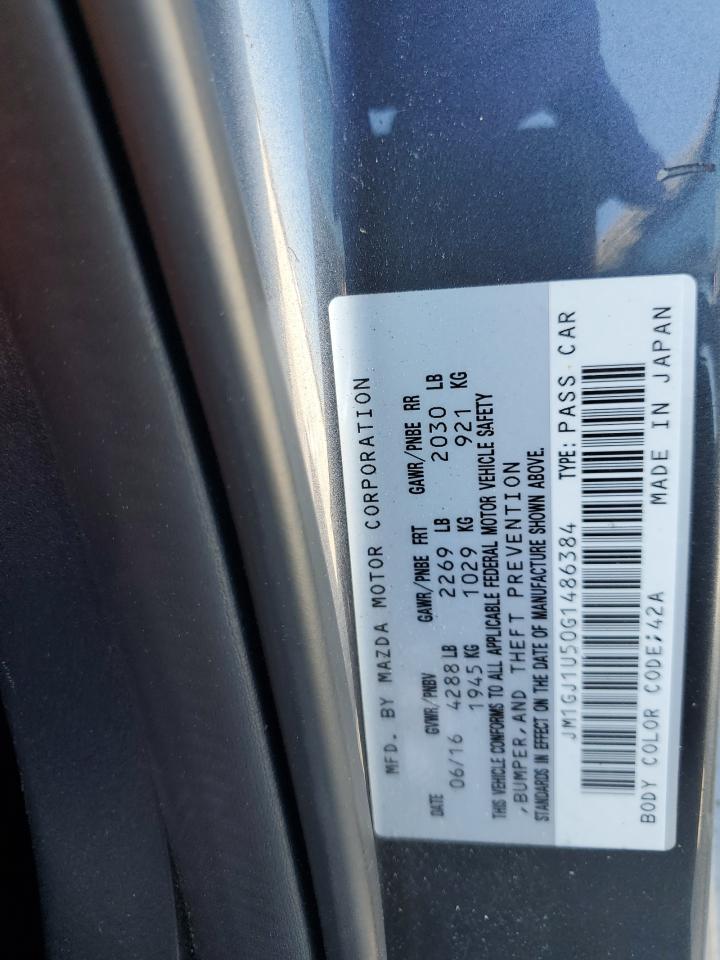 MFD. BY MAZDA MOTOR CORPORATION
DATE GVWR/PNBV GAWR/PNBE FRT GAWR/PNBE RR
06/16 4288 LB 2269 LB 2030 LB
1945 KG 1029 KG 921 KG
THIS VEHICLE CONFORMS TO ALL APPLICABLE FEDERAL MOTOR VEHICLE SAFETY
,BUMPER,AND THEFT PREVENTION
STANDARDS IN EFFECT ON THE DATE OF MANUFACTURE SHOWN ABOVE.
JM1GJ1U50G1486384 TYPE: PASS CAR
BODY COLOR CODE;42A MADE IN JAPAN